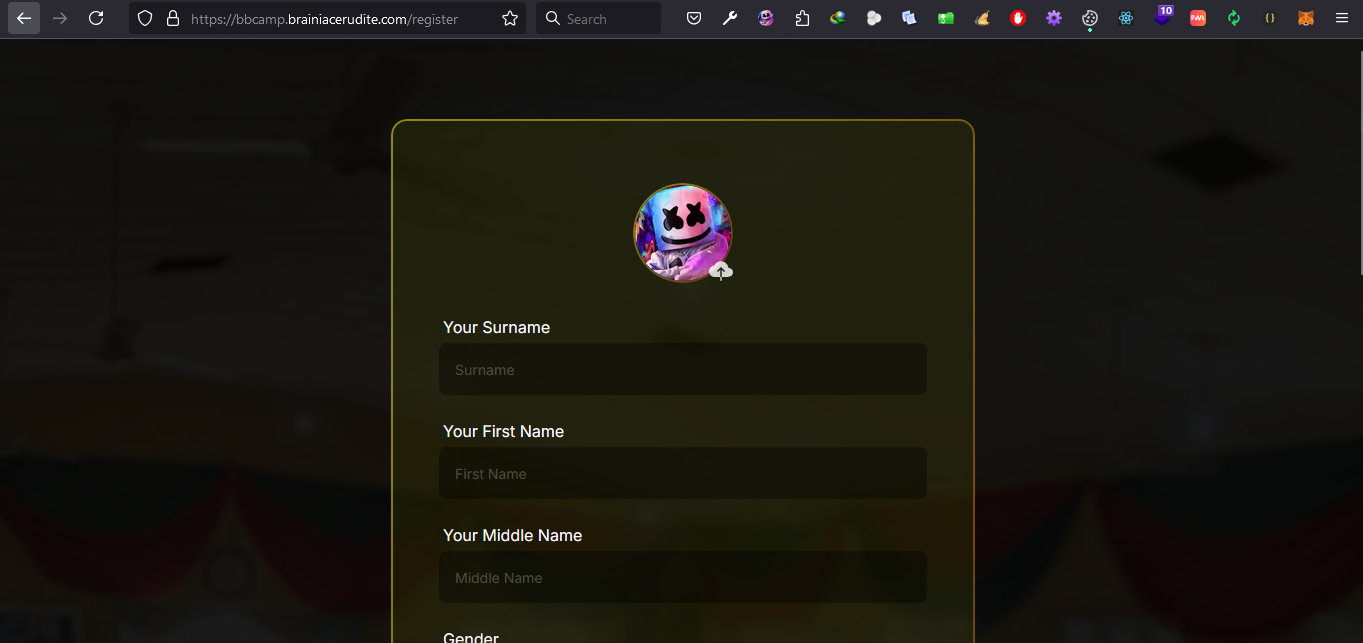 https://bbcamp.brainiacerudite.com/register
Search
10
PWA
{}
Your Surname
Surname
Your First Name
First Name
Your Middle Name
Middle Name
Gender